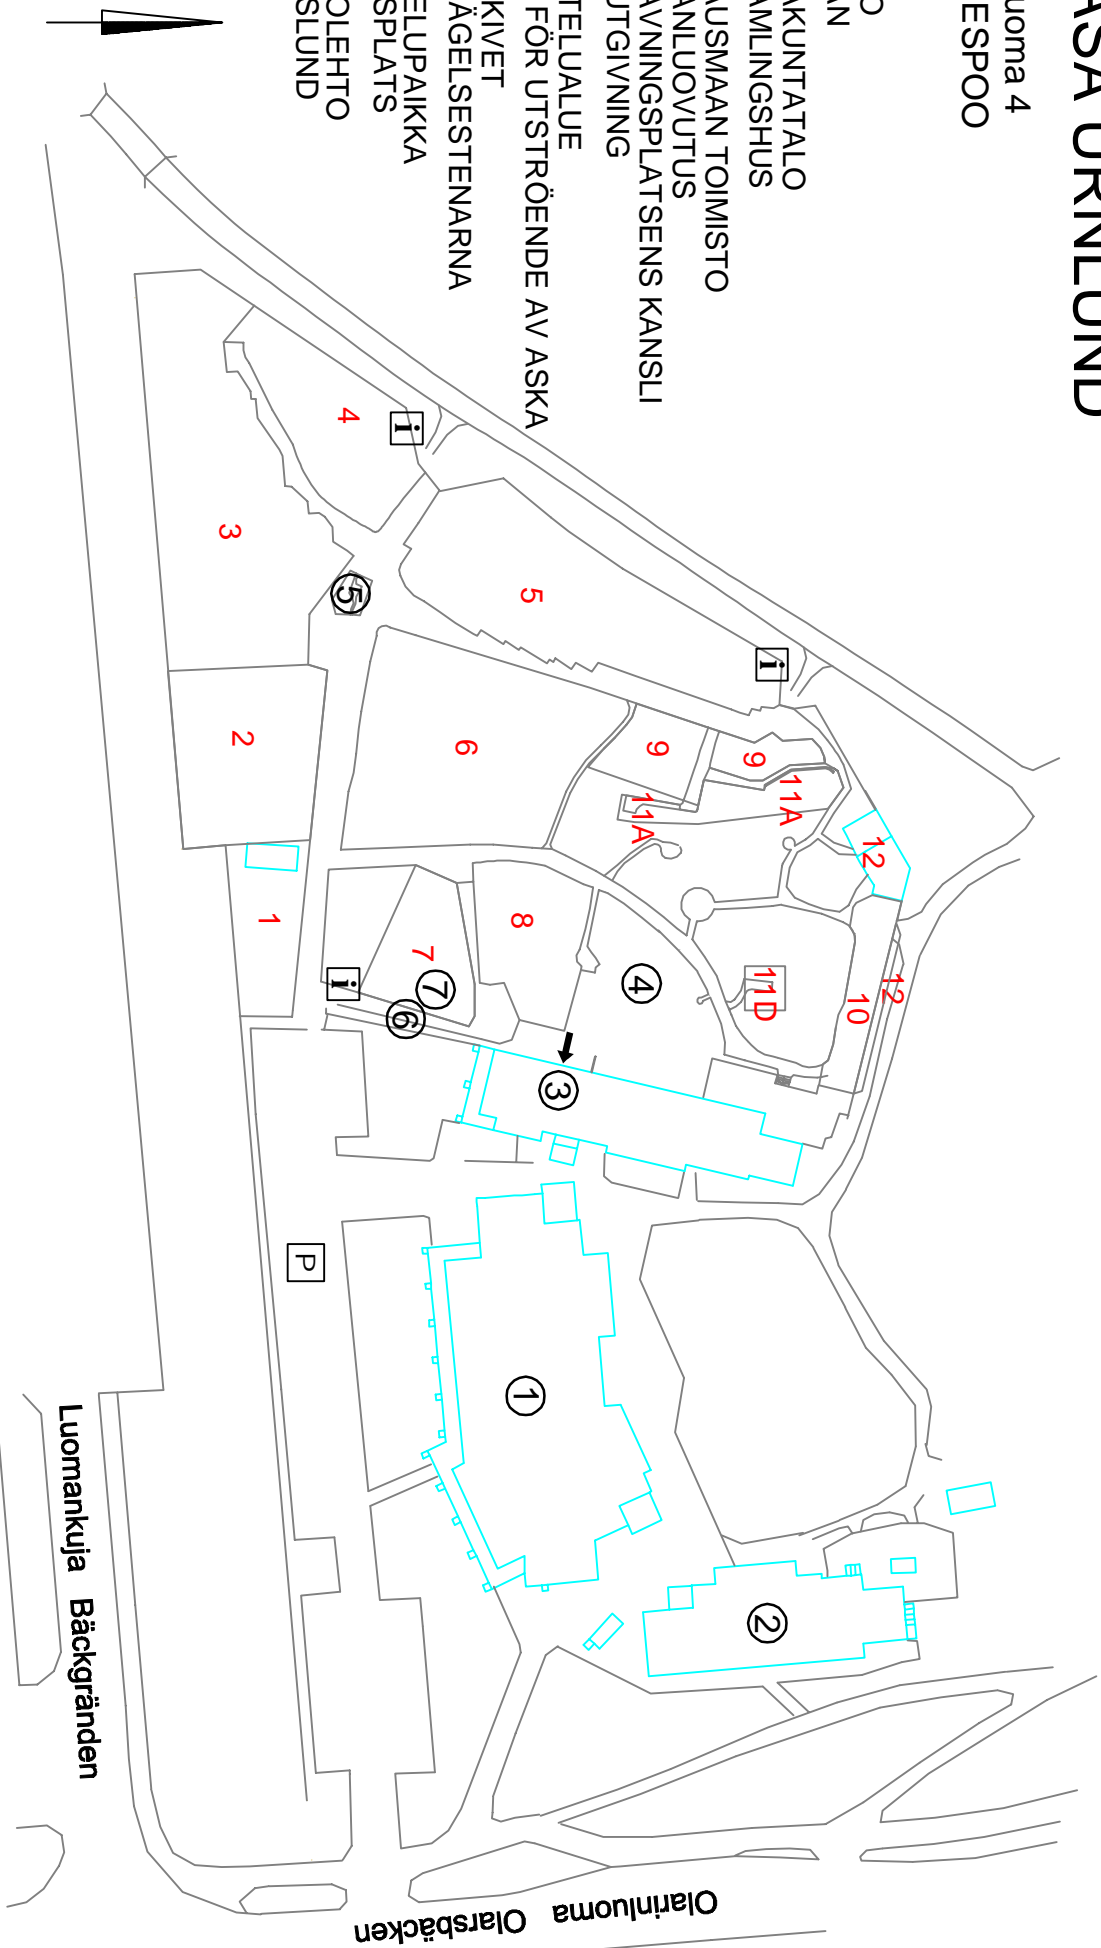 ASA URNLUND
uoma 4
ESPOO
O
AN
AKUNTATALO
AMLINGSHUS
AUSMAAN TOIMISTO
ANLUOVUTUS
AVNINGSPLATSENS KANSLI
UTGIVNING
TELUALUE
FÖR UTSTRÖENDE AV ASKA
KIVET
ÄGELSESTENARNA
ELUPAIKKA
SPLATS
OLEHTO
SLUND
4
i
3
5
5
i
2
6
9
9
11A
11A
12
1
8
7
7
6
i
4
11D
10
12
3
P
1
2
Luomankuja Bäckgränden
Olarinluoma Olarsbäcken